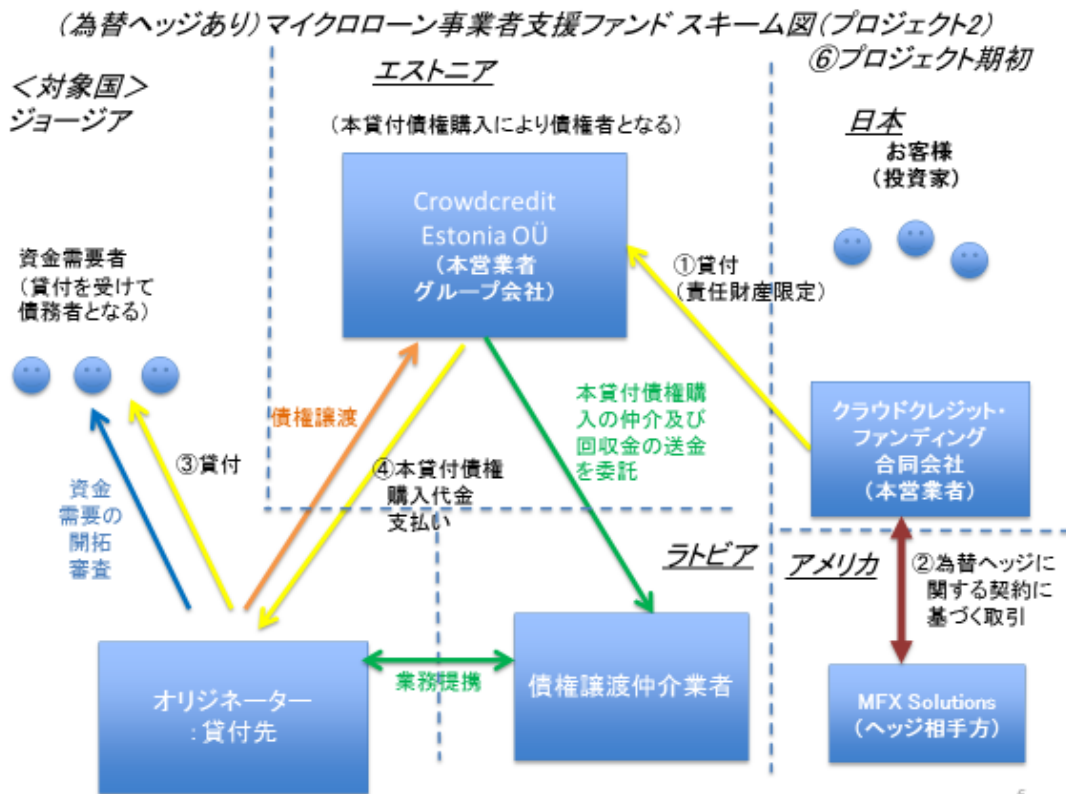 (為替ヘッジあり)マイクロローン事業者支援ファンド スキーム図(プロジェクト2)
⑥プロジェクト期初
<対象国>
ジョージア
エストニア
(本貸付債権購入により債権者となる)
Crowdcredit
Estonia OÜ
(本営業者
グループ会社)
日本
お客様
(投資家)
資金需要者
(貸付を受けて
債務者となる)
①貸付
(責任財産限定)
クラウドクレジット・
ファンディング
合同会社
(本営業者)
債権譲渡
本貸付債権購
入の仲介及び
回収金の送金
を委託
③貸付
④本貸付債権
購入代金
支払い
資金
需要の
開拓
審査
ラトビア
アメリカ
②為替ヘッジに
関する契約に
基づく取引
オリジネーター
:貸付先
業務提携
債権譲渡仲介業者
MFX Solutions
(ヘッジ相手方)